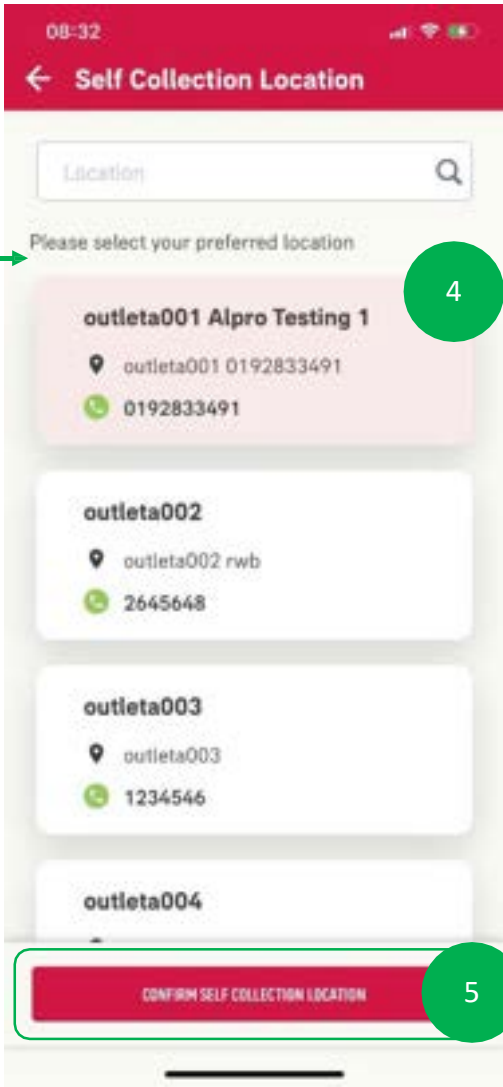 08:32
Self Collection Location
Location
Please select your preferred location
4
outleta001 Alpro Testing 1
outleta001 0192833491
0192833491
outleta002
outleta002 rwb
2645648
outleta003
outleta003
1234546
outleta004
CONFIRM SELF COLLECTION LOCATION
5